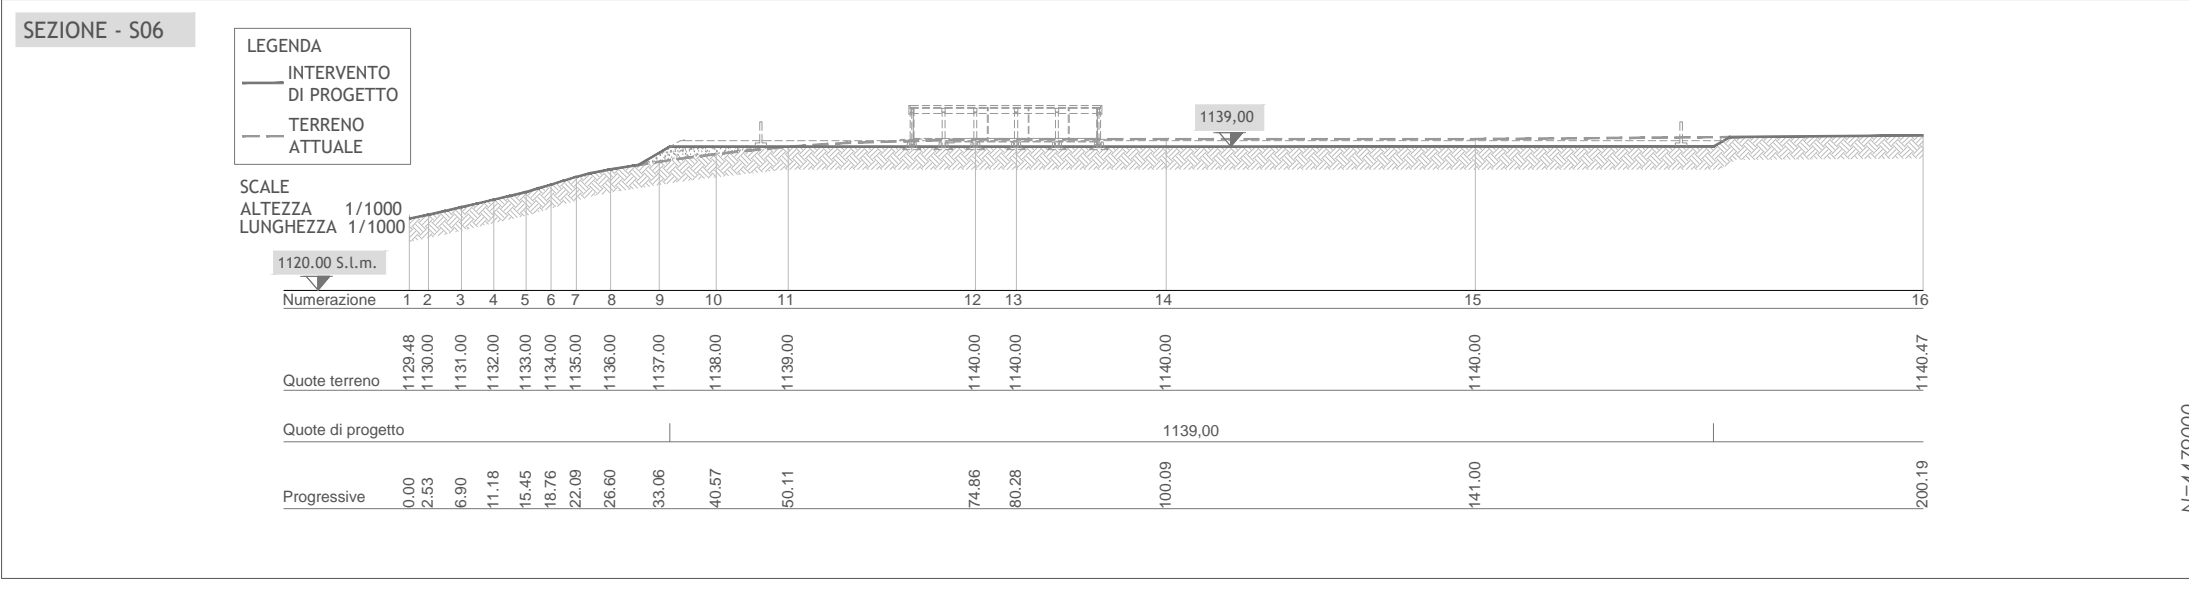 SEZIONE - S06
LEGENDA
INTERVENTO
DI PROGETTO
TERRENO
ATTUALE
1139,00
SCALE
ALTEZZA 1/1000
LUNGHEZZA 1/1000
1120.00 S.l.m.
Numerazione 1 2 3 4 5 6 7 8 9 10 11 12 13 14 15 16
Quote terreno 1129.48 1130.00 1131.00 1132.00 1133.00 1134.00 1135.00 1136.00 1137.00 1138.00 1139.00 1140.00 1140.00 1140.00 1140.00 1140.47
Quote di progetto 1139,00
Progressive 0.00 2.53 6.90 11.18 15.45 18.76 22.09 26.60 33.06 40.57 50.11 74.86 80.28 100.09 141.00 200.19